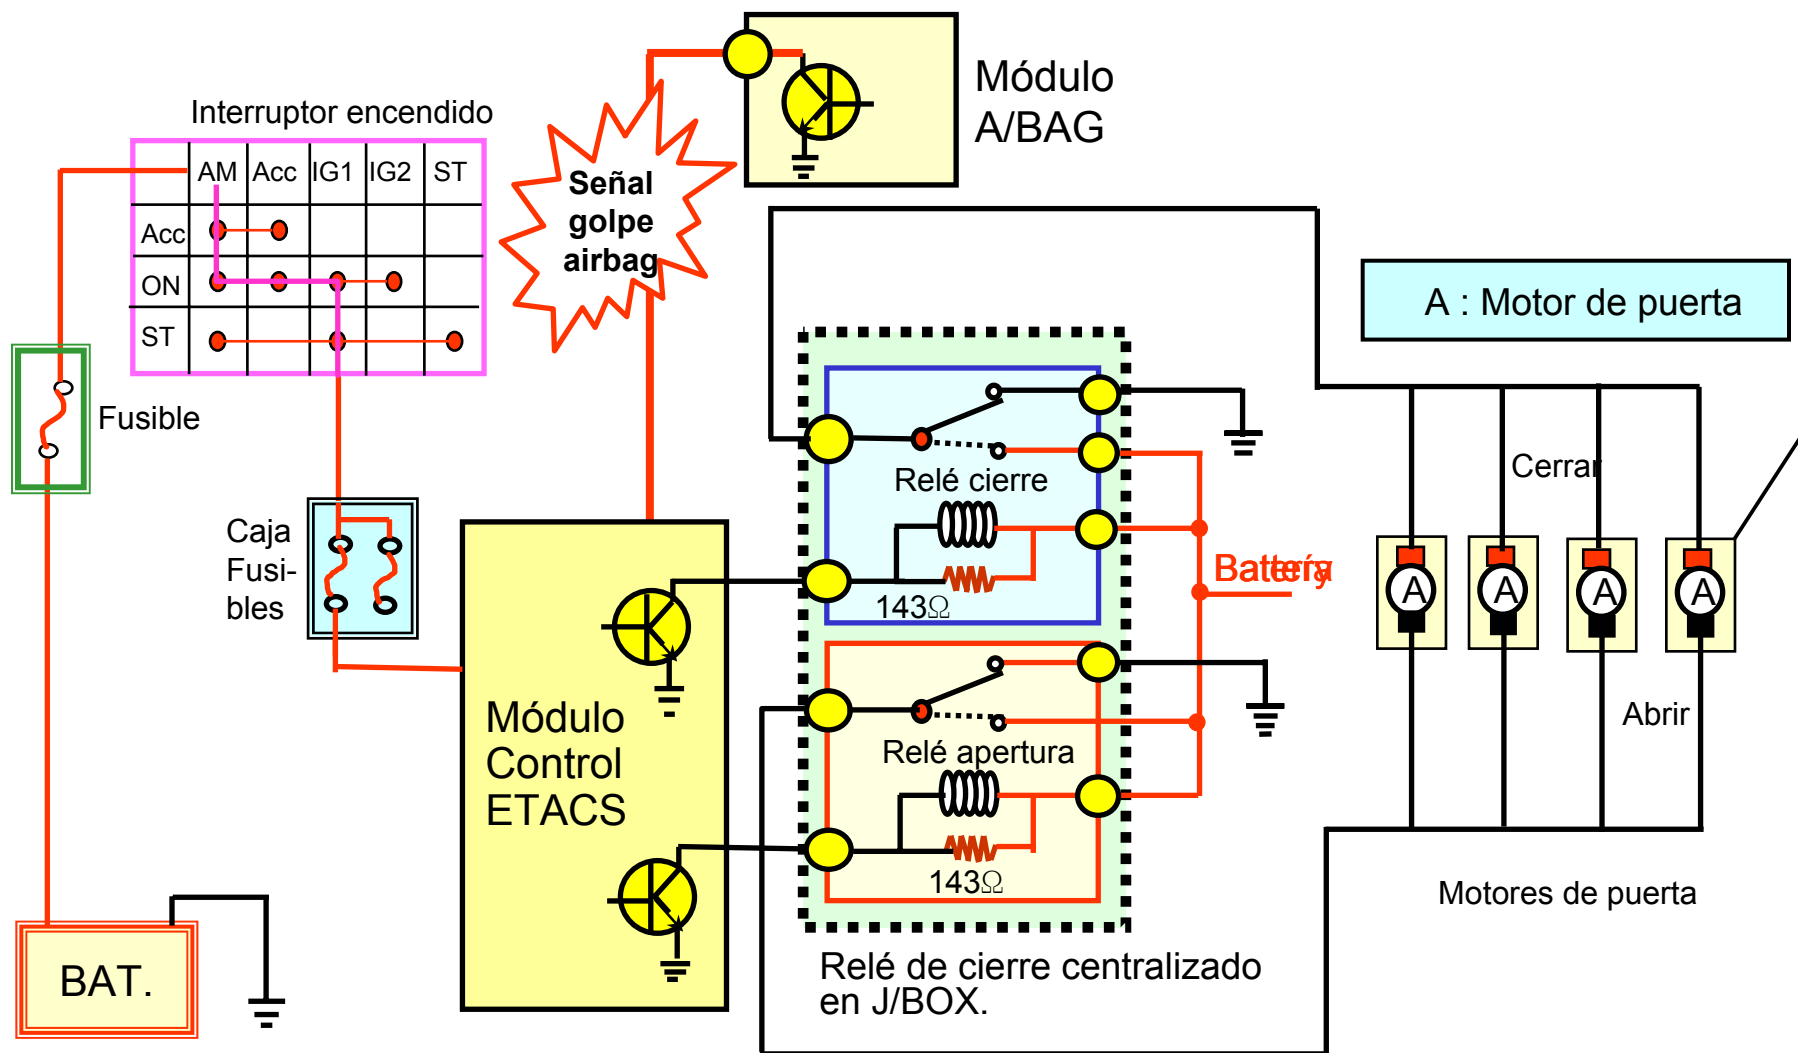 Módulo
A/BAG
Interruptor encendido
AM Acc IG1 IG2 ST
Acc
ON
ST
Señal
golpe
airbag
A : Motor de puerta
Fusible
Cerrar
Relé cierre
Caja
Fusi-
bles
143Ω
A A A A
Módulo
Control
ETACS
Relé apertura
Abrir
143Ω
Motores de puerta
BAT.
Relé de cierre centralizado
en J/BOX.